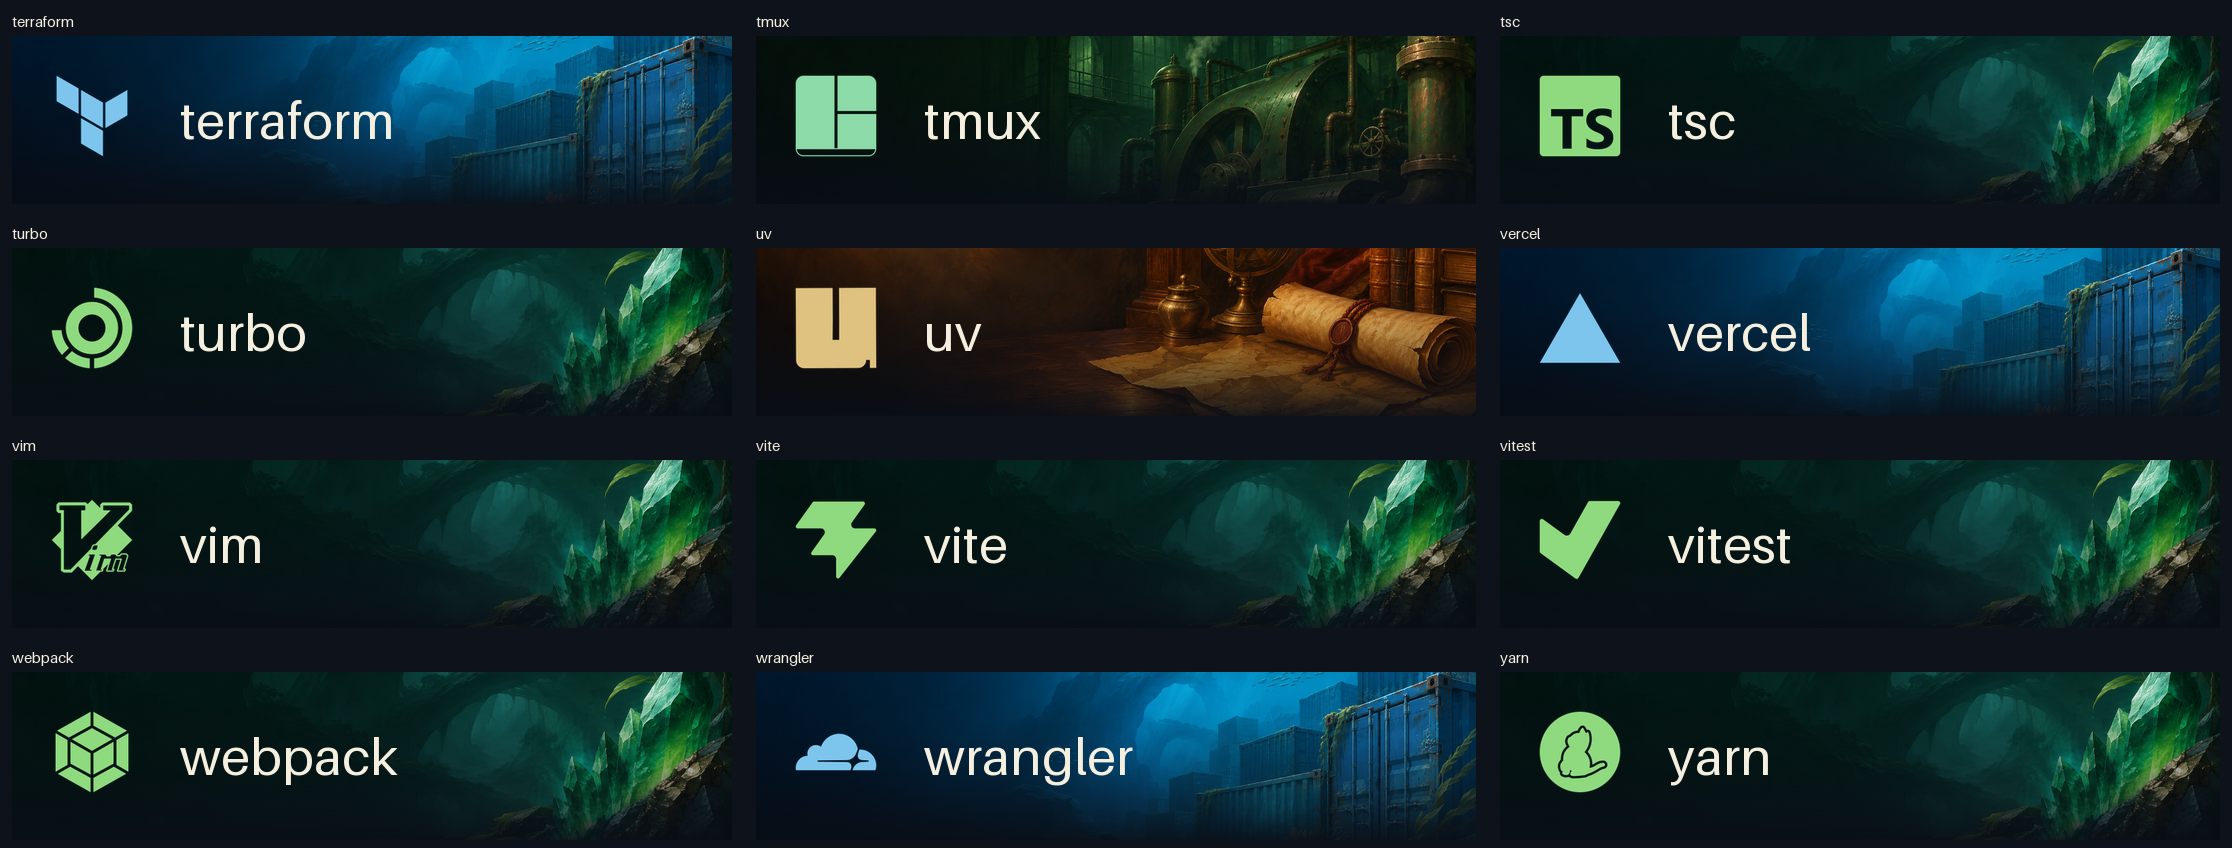 terraform
terraform
tmux
tmux
tsc
TS
tsc
turbo
turbo
uv
uv
vercel
vercel
vim
Vim
vim
vite
vite
vitest
vitest
webpack
webpack
wrangler
wrangler
yarn
yarn